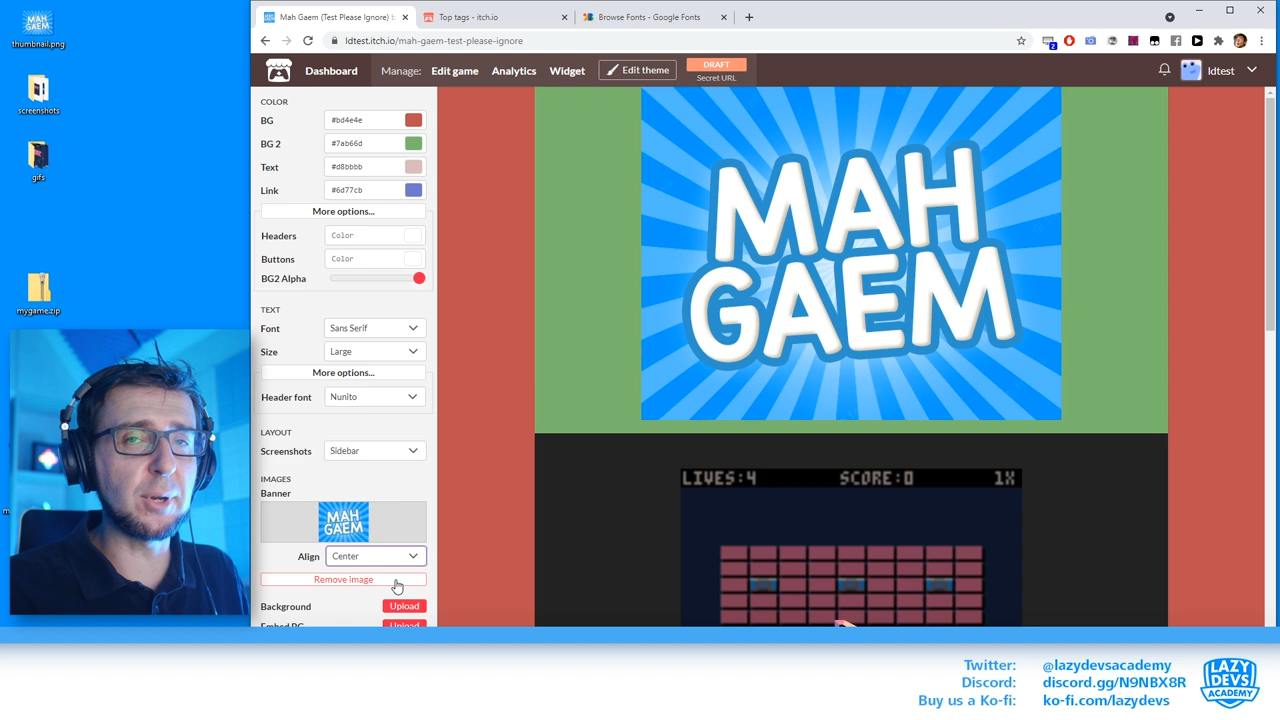 MAH
GAEM
thumbnail.png
screenshots
gifs
mygame.zip
Mah Gaem (Test Please Ignore)
Top tags - itch.io
Browse Fonts - Google Fonts
ldtest.itch.io/mah-gaem-test-please-ignore
2
Dashboard
Manage:
Edit game
Analytics
Widget
Edit theme
DRAFT
Secret URL
ldtest
COLOR
BG
#bd4e4e
BG 2
#7ab66d
Text
#d8bbbb
Link
#6d77cb
More options...
Headers
Color
Buttons
Color
BG2 Alpha
TEXT
Font
Sans Serif
Size
Large
More options...
Header font
Nunito
LAYOUT
Screenshots
Sidebar
IMAGES
Banner
MAH
GAEM
Align
Center
Remove image
Background
Upload
Embed BG
Upload
MAH
GAEM
LIVES:4
SCORE:0
1X
Twitter: @lazydevsacademy
Discord: discord.gg/N9NBX8R
Buy us a Ko-fi: ko-fi.com/lazydevs
LAZY
DEVS
ACADEMY